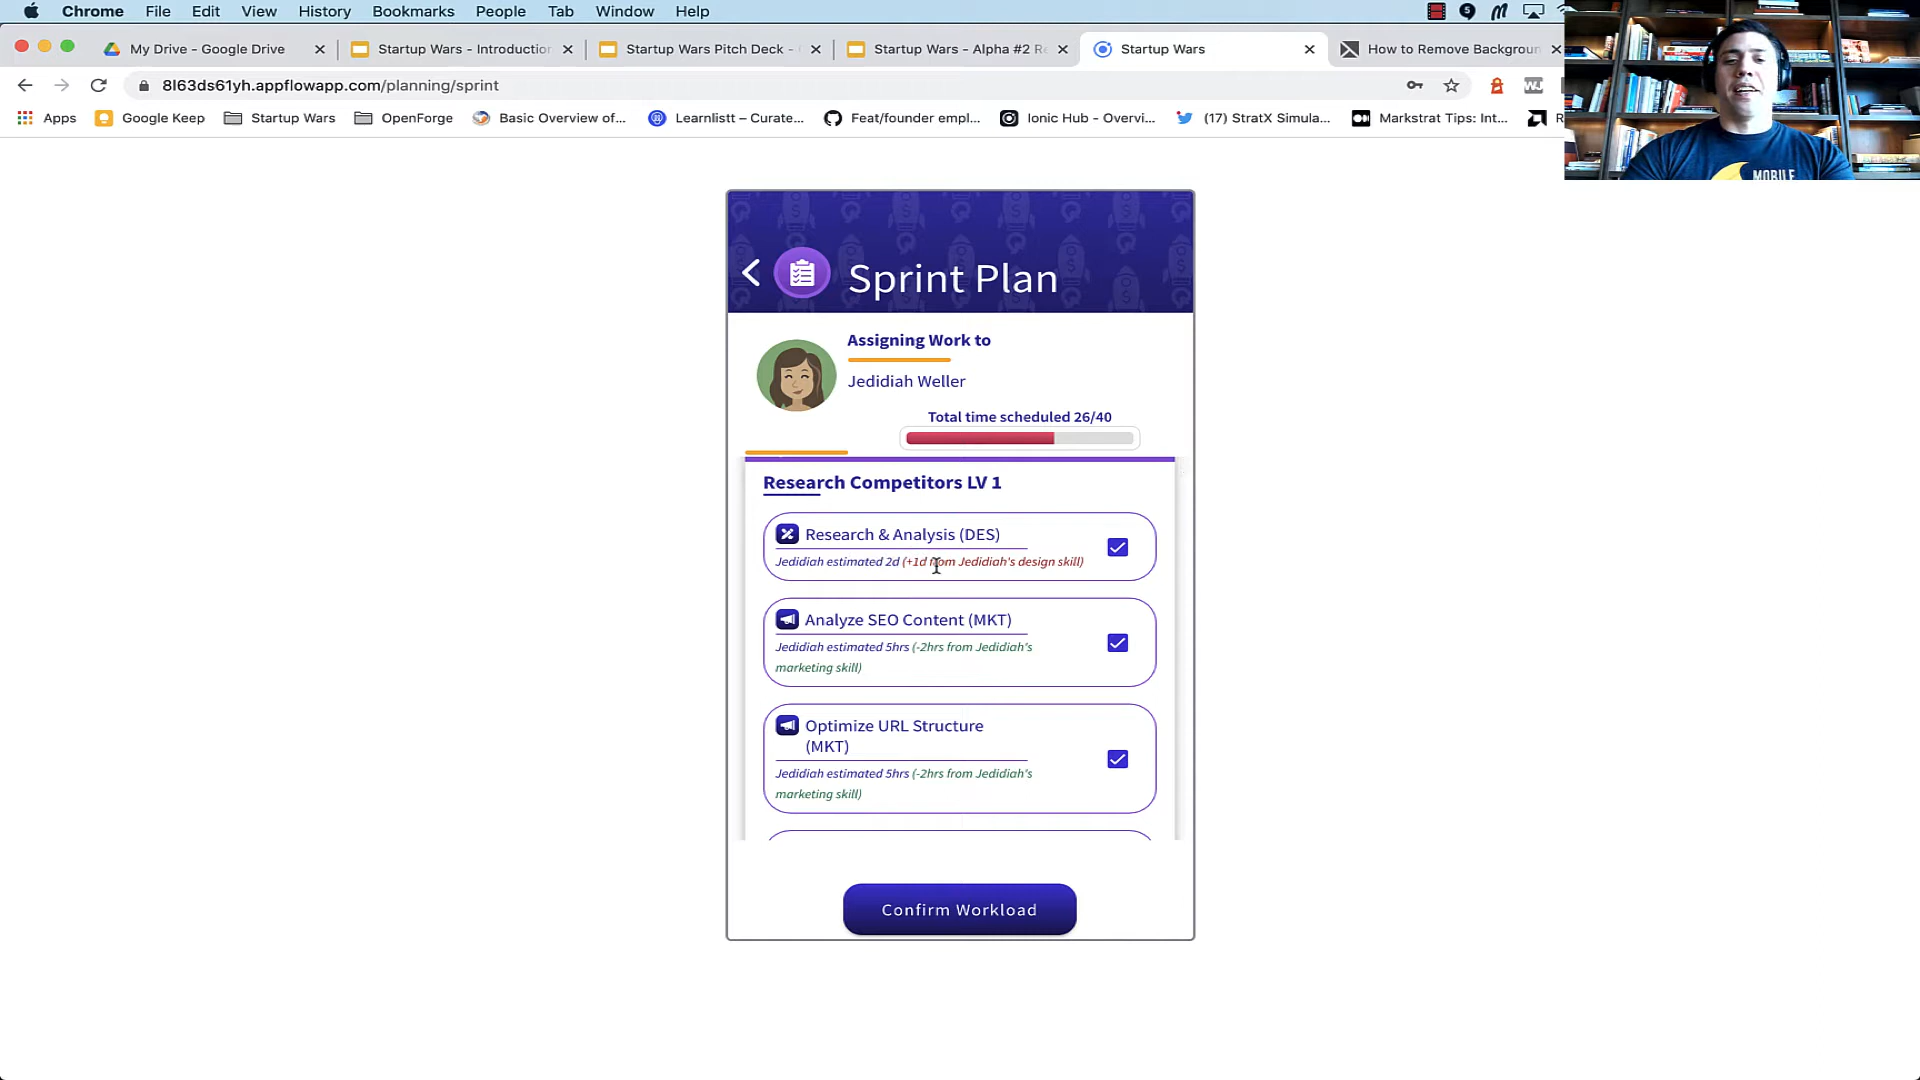 Chrome File Edit View History Bookmarks People Tab Window Help
My Drive - Google Drive
Startup Wars - Introduction
Startup Wars Pitch Deck -
Startup Wars - Alpha #2 R
Startup Wars
How to Remove Backgroun
8l63ds61yh.appflowapp.com/planning/sprint
Apps
Google Keep
Startup Wars
OpenForge
Basic Overview of...
Learnlistt – Curate...
Feat/founder empl...
Ionic Hub - Overvi...
(17) StratX Simula...
Markstrat Tips: Int...
MOBILE
Sprint Plan
Assigning Work to
Jedidiah Weller
Total time scheduled 26/40
Research Competitors LV 1
Research & Analysis (DES)
Jedidiah estimated 2d (+1d from Jedidiah's design skill)
Analyze SEO Content (MKT)
Jedidiah estimated 5hrs (-2hrs from Jedidiah's
marketing skill)
Optimize URL Structure
(MKT)
Jedidiah estimated 5hrs (-2hrs from Jedidiah's
marketing skill)
Confirm Workload